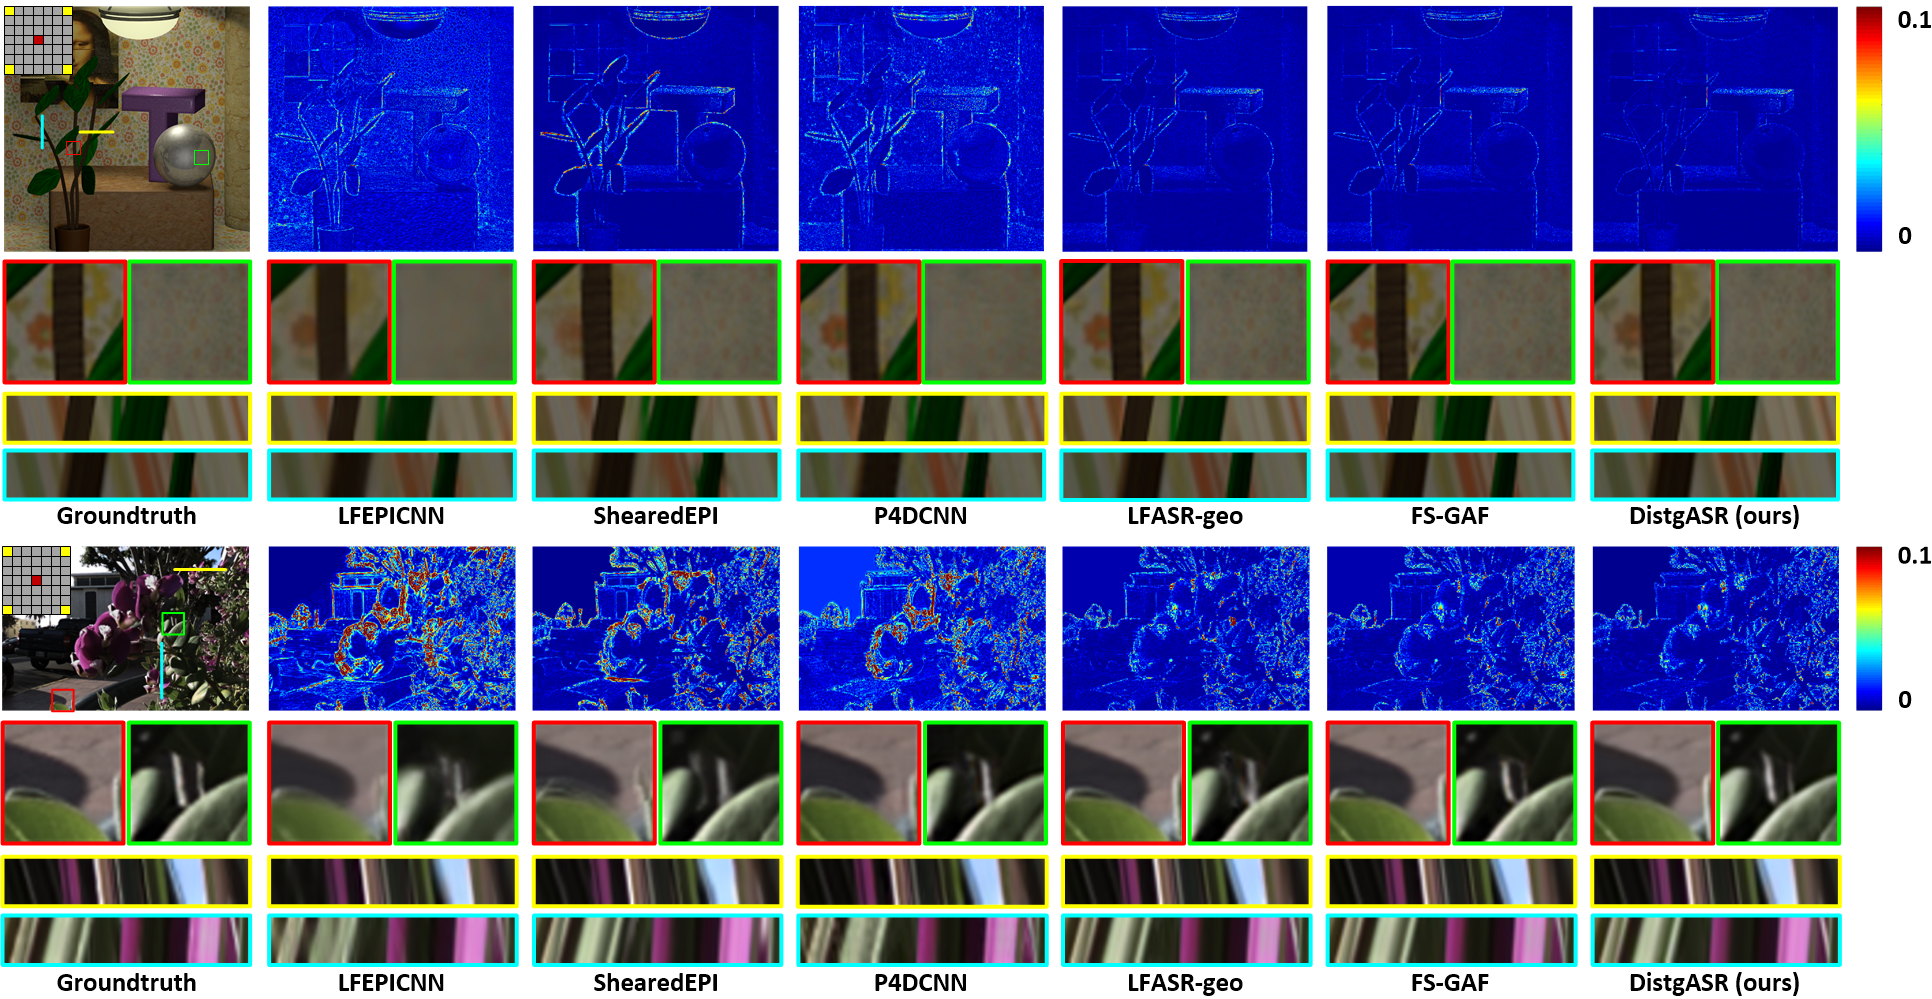 0.1
0
Groundtruth LFEPICNN ShearedEPI P4DCNN LFASR-geo FS-GAF DistgASR (ours)
0.1
0
Groundtruth LFEPICNN ShearedEPI P4DCNN LFASR-geo FS-GAF DistgASR (ours)